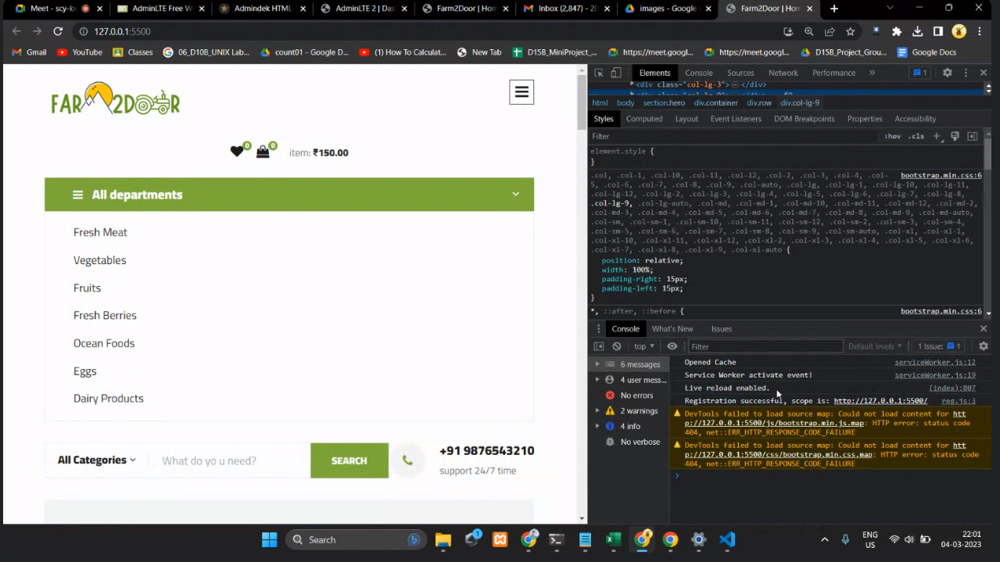 Meet - scy-k
AdminLTE Free W
Admindek HTML
AdminLTE 2 | Das
Farm2Door | Hom
Inbox (2,847) - 20
images - Google
Farm2Door | Hom
127.0.0.1:5500
Gmail
YouTube
Classes
06_D10B_UNIX Lab...
count01 - Google D...
(1) How To Calculat...
New Tab
D15B_MiniProject_...
https://meet.googl...
https://meet.googl...
D15B_Project_Grou...
Google Docs
FARM2DOOR
0
0
item: ₹150.00
All departments
Fresh Meat
Vegetables
Fruits
Fresh Berries
Ocean Foods
Eggs
Dairy Products
All Categories
What do yo u need?
SEARCH
+91 9876543210
support 24/7 time
Elements
Console
Sources
Network
Performance
1
<div class="col-lg-3"> </div>
html
body
section.hero
div.container
div.row
div.col-lg-9
Styles
Computed
Layout
Event Listeners
DOM Breakpoints
Properties
Accessibility
Filter
:hov
.cls
element.style {
}
.col, .col-1, .col-10, .col-11, .col-12, .col-2, .col-3, .col-4, .col-
bootstrap.min.css:6
5, .col-6, .col-7, .col-8, .col-9, .col-auto, .col-lg, .col-lg-1, .col-lg-10, .col-lg-11,
.col-lg-12, .col-lg-2, .col-lg-3, .col-lg-4, .col-lg-5, .col-lg-6, .col-lg-7, .col-lg-8,
.col-lg-9, .col-lg-auto, .col-md, .col-md-1, .col-md-10, .col-md-11, .col-md-12, .col-md-2,
.col-md-3, .col-md-4, .col-md-5, .col-md-6, .col-md-7, .col-md-8, .col-md-9, .col-md-auto,
.col-sm, .col-sm-1, .col-sm-10, .col-sm-11, .col-sm-12, .col-sm-2, .col-sm-3, .col-sm-4,
.col-sm-5, .col-sm-6, .col-sm-7, .col-sm-8, .col-sm-9, .col-sm-auto, .col-xl, .col-xl-1,
.col-xl-10, .col-xl-11, .col-xl-12, .col-xl-2, .col-xl-3, .col-xl-4, .col-xl-5, .col-xl-6,
.col-xl-7, .col-xl-8, .col-xl-9, .col-xl-auto {
position: relative;
width: 100%;
padding-right: 15px;
padding-left: 15px;
}
*, ::after, ::before {
bootstrap.min.css:6
Console
What's New
Issues
top
Filter
Default levels
1 Issue:
1
6 messages
4 user mess...
No errors
2 warnings
4 info
No verbose
Opened Cache
serviceWorker.js:12
Service Worker activate event!
serviceWorker.js:19
Live reload enabled.
(index):807
Registration successful, scope is: http://127.0.0.1:5500/
reg.js:3
DevTools failed to load source map: Could not load content for htt
p://127.0.0.1:5500/js/bootstrap.min.js.map: HTTP error: status code
404, net::ERR_HTTP_RESPONSE_CODE_FAILURE
DevTools failed to load source map: Could not load content for htt
p://127.0.0.1:5500/css/bootstrap.min.css.map: HTTP error: status code
404, net::ERR_HTTP_RESPONSE_CODE_FAILURE
Search
1
ENG
US
22:01
04-03-2023